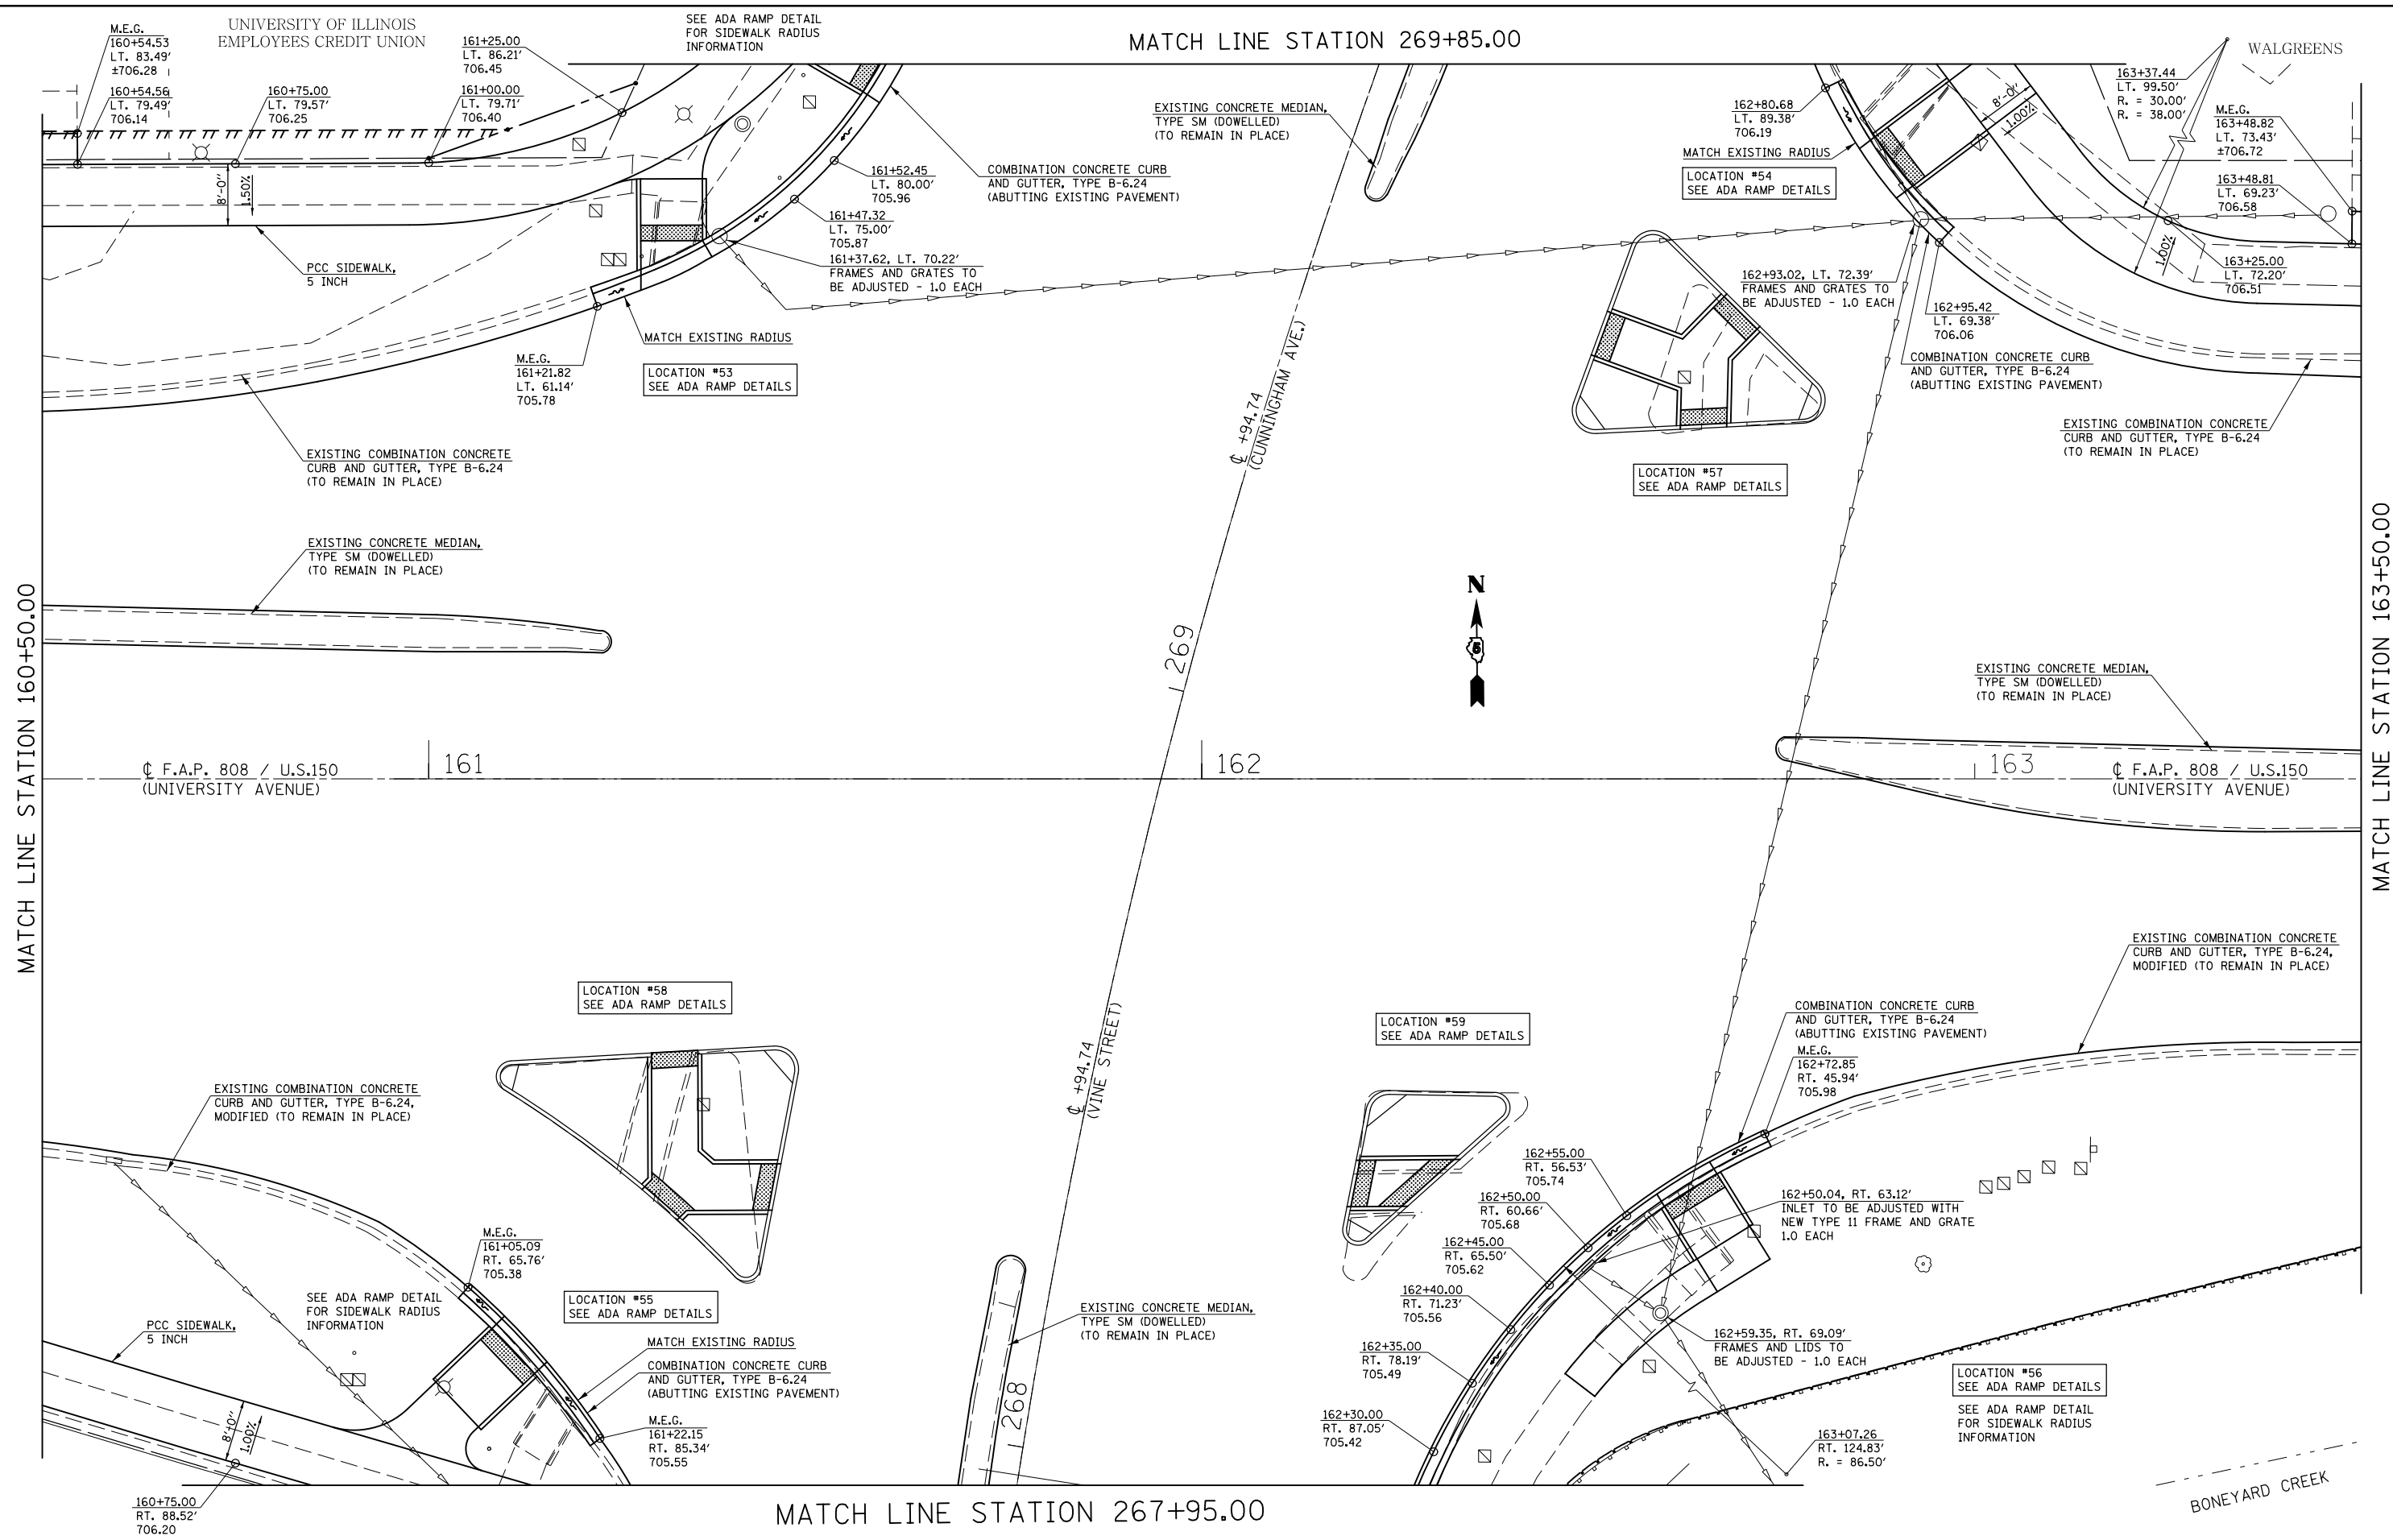 MATCH LINE STATION 269+85.00
UNIVERSITY OF ILLINOIS
EMPLOYEES CREDIT UNION
M.E.G.
160+54.53
LT. 83.49'
±706.28
160+54.56
LT. 79.49'
706.14
160+75.00
LT. 79.57'
706.25
161+25.00
LT. 86.21'
706.45
161+00.00
LT. 79.71'
706.40
SEE ADA RAMP DETAIL
FOR SIDEWALK RADIUS
INFORMATION
8'-0"
1.50%
PCC SIDEWALK,
5 INCH
COMBINATION CONCRETE CURB
AND GUTTER, TYPE B-6.24
(ABUTTING EXISTING PAVEMENT)
161+52.45
LT. 80.00'
705.96
161+47.32
LT. 75.00'
705.87
161+37.62, LT. 70.22'
FRAMES AND GRATES TO
BE ADJUSTED - 1.0 EACH
MATCH EXISTING RADIUS
M.E.G.
161+21.82
LT. 61.14'
705.78
LOCATION #53
SEE ADA RAMP DETAILS
EXISTING COMBINATION CONCRETE
CURB AND GUTTER, TYPE B-6.24
(TO REMAIN IN PLACE)
EXISTING CONCRETE MEDIAN,
TYPE SM (DOWELLED)
(TO REMAIN IN PLACE)
EXISTING CONCRETE MEDIAN,
TYPE SM (DOWELLED)
(TO REMAIN IN PLACE)
℄ +94.74
(CUNNINGHAM AVE.)
WALGREENS
162+80.68
LT. 89.38'
706.19
MATCH EXISTING RADIUS
LOCATION #54
SEE ADA RAMP DETAILS
8'-0"
1.00%
163+37.44
LT. 99.50'
R. = 30.00'
R. = 38.00'
M.E.G.
163+48.82
LT. 73.43'
±706.72
163+48.81
LT. 69.23'
706.58
1.00%
163+25.00
LT. 72.20'
706.51
162+93.02, LT. 72.39'
FRAMES AND GRATES TO
BE ADJUSTED - 1.0 EACH
162+95.42
LT. 69.38'
706.06
COMBINATION CONCRETE CURB
AND GUTTER, TYPE B-6.24
(ABUTTING EXISTING PAVEMENT)
EXISTING COMBINATION CONCRETE
CURB AND GUTTER, TYPE B-6.24
(TO REMAIN IN PLACE)
LOCATION #57
SEE ADA RAMP DETAILS
N
5
269
MATCH LINE STATION 160+50.00
MATCH LINE STATION 163+50.00
EXISTING CONCRETE MEDIAN,
TYPE SM (DOWELLED)
(TO REMAIN IN PLACE)
℄ F.A.P. 808 / U.S.150
(UNIVERSITY AVENUE)
161
162
163
℄ F.A.P. 808 / U.S.150
(UNIVERSITY AVENUE)
LOCATION #58
SEE ADA RAMP DETAILS
℄ +94.74
(VINE STREET)
LOCATION #59
SEE ADA RAMP DETAILS
EXISTING COMBINATION CONCRETE
CURB AND GUTTER, TYPE B-6.24,
MODIFIED (TO REMAIN IN PLACE)
COMBINATION CONCRETE CURB
AND GUTTER, TYPE B-6.24
(ABUTTING EXISTING PAVEMENT)
M.E.G.
162+72.85
RT. 45.94'
705.98
EXISTING COMBINATION CONCRETE
CURB AND GUTTER, TYPE B-6.24,
MODIFIED (TO REMAIN IN PLACE)
M.E.G.
161+05.09
RT. 65.76'
705.38
SEE ADA RAMP DETAIL
FOR SIDEWALK RADIUS
INFORMATION
LOCATION #55
SEE ADA RAMP DETAILS
PCC SIDEWALK,
5 INCH
MATCH EXISTING RADIUS
COMBINATION CONCRETE CURB
AND GUTTER, TYPE B-6.24
(ABUTTING EXISTING PAVEMENT)
M.E.G.
161+22.15
RT. 85.34'
705.55
8'-0"
1.00%
160+75.00
RT. 88.52'
706.20
EXISTING CONCRETE MEDIAN,
TYPE SM (DOWELLED)
(TO REMAIN IN PLACE)
268
162+55.00
RT. 56.53'
705.74
162+50.00
RT. 60.66'
705.68
162+45.00
RT. 65.50'
705.62
162+40.00
RT. 71.23'
705.56
162+35.00
RT. 78.19'
705.49
162+30.00
RT. 87.05'
705.42
162+50.04, RT. 63.12'
INLET TO BE ADJUSTED WITH
NEW TYPE 11 FRAME AND GRATE
1.0 EACH
162+59.35, RT. 69.09'
FRAMES AND LIDS TO
BE ADJUSTED - 1.0 EACH
LOCATION #56
SEE ADA RAMP DETAILS
SEE ADA RAMP DETAIL
FOR SIDEWALK RADIUS
INFORMATION
163+07.26
RT. 124.83'
R. = 86.50'
BONEYARD CREEK
MATCH LINE STATION 267+95.00